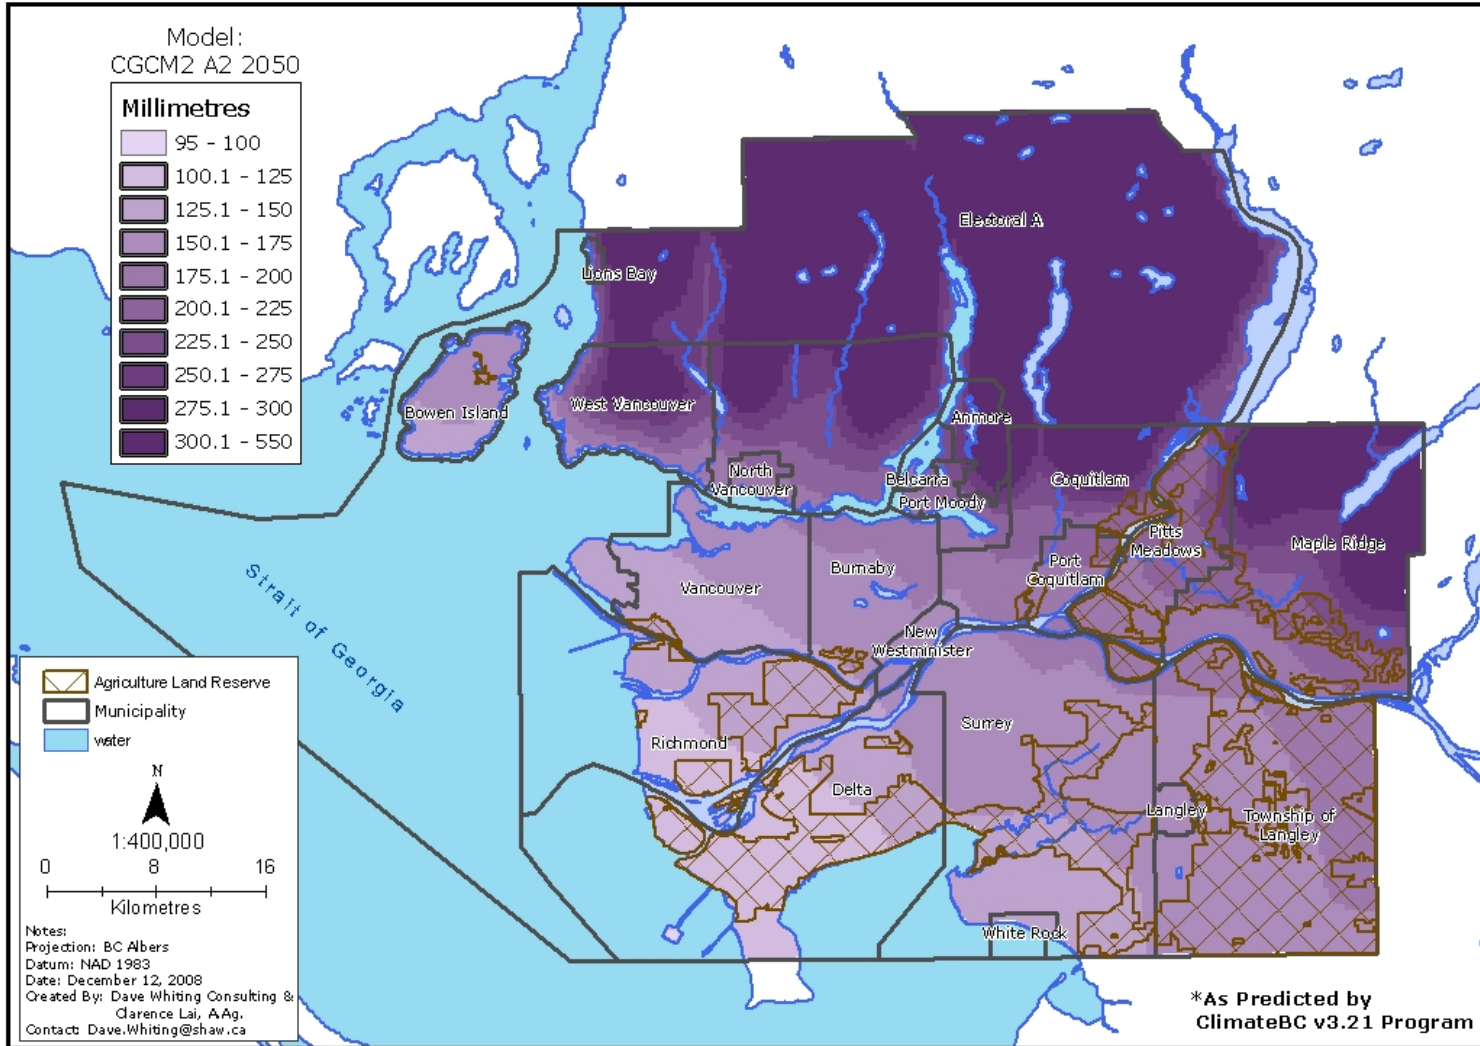 Model:
CGCM2 A2 2050
Millimetres
95 - 100
100.1 - 125
125.1 - 150
150.1 - 175
175.1 - 200
200.1 - 225
225.1 - 250
250.1 - 275
275.1 - 300
300.1 - 550
Electoral A
Lions Bay
Bowen Island
West Vancouver
Anmore
North
Vancouver
Belcarra
Port Moody
Coquitlam
Pitts
Meadows
Maple Ridge
Port
Coquitlam
Burnaby
Vancouver
New
Westminister
Strait of Georgia
Richmond
Surrey
Delta
Langley
Township of
Langley
White Rock
Agriculture Land Reserve
Municipality
water
N
1:400,000
0 8 16
Kilometres
Notes:
Projection: BC Albers
Datum: NAD 1983
Date: December 12, 2008
Created By: Dave Whiting Consulting &
Clarence Lai, A.Ag.
Contact: Dave.Whiting@shaw.ca
*As Predicted by
ClimateBC v3.21 Program